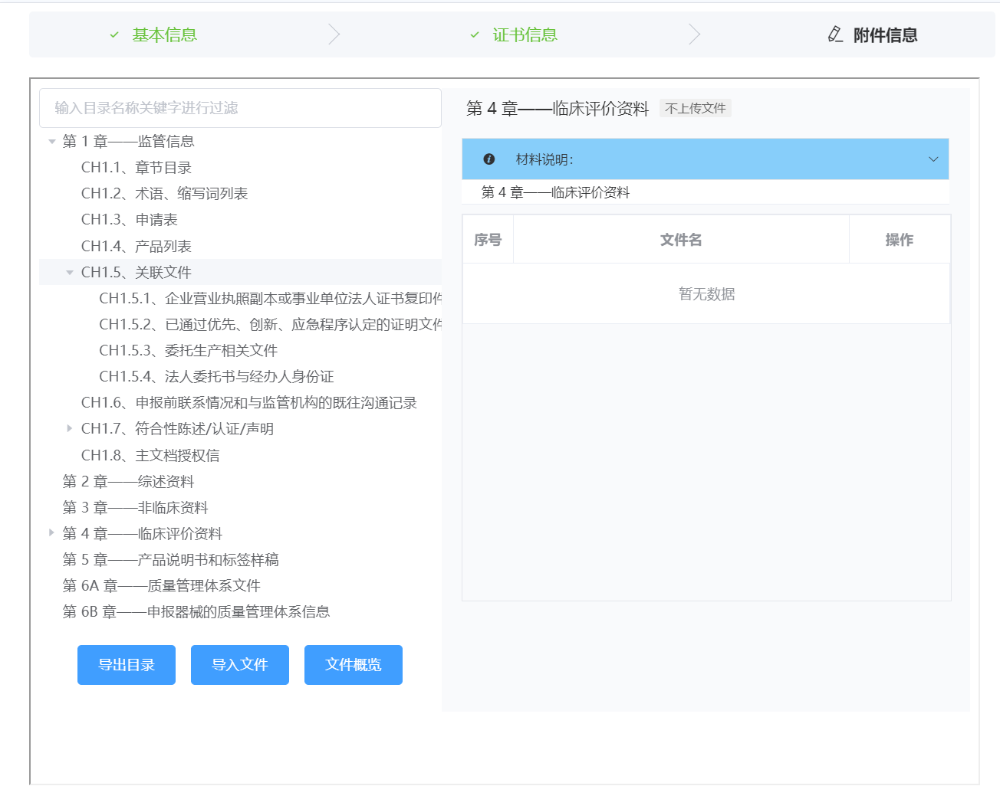 基本信息
证书信息
附件信息
输入目录名称关键字进行过滤
第 1 章——监管信息
CH1.1、章节目录
CH1.2、术语、缩写词列表
CH1.3、申请表
CH1.4、产品列表
CH1.5、关联文件
CH1.5.1、企业营业执照副本或事业单位法人证书复印件
CH1.5.2、已通过优先、创新、应急程序认定的证明文件
CH1.5.3、委托生产相关文件
CH1.5.4、法人委托书与经办人身份证
CH1.6、申报前联系情况和与监管机构的既往沟通记录
CH1.7、符合性陈述/认证/声明
CH1.8、主文档授权信
第 2 章——综述资料
第 3 章——非临床资料
第 4 章——临床评价资料
第 5 章——产品说明书和标签样稿
第 6A 章——质量管理体系文件
第 6B 章——申报器械的质量管理体系信息
导出目录
导入文件
文件概览
第 4 章——临床评价资料 不上传文件
材料说明：
第 4 章——临床评价资料
序号 文件名 操作
暂无数据